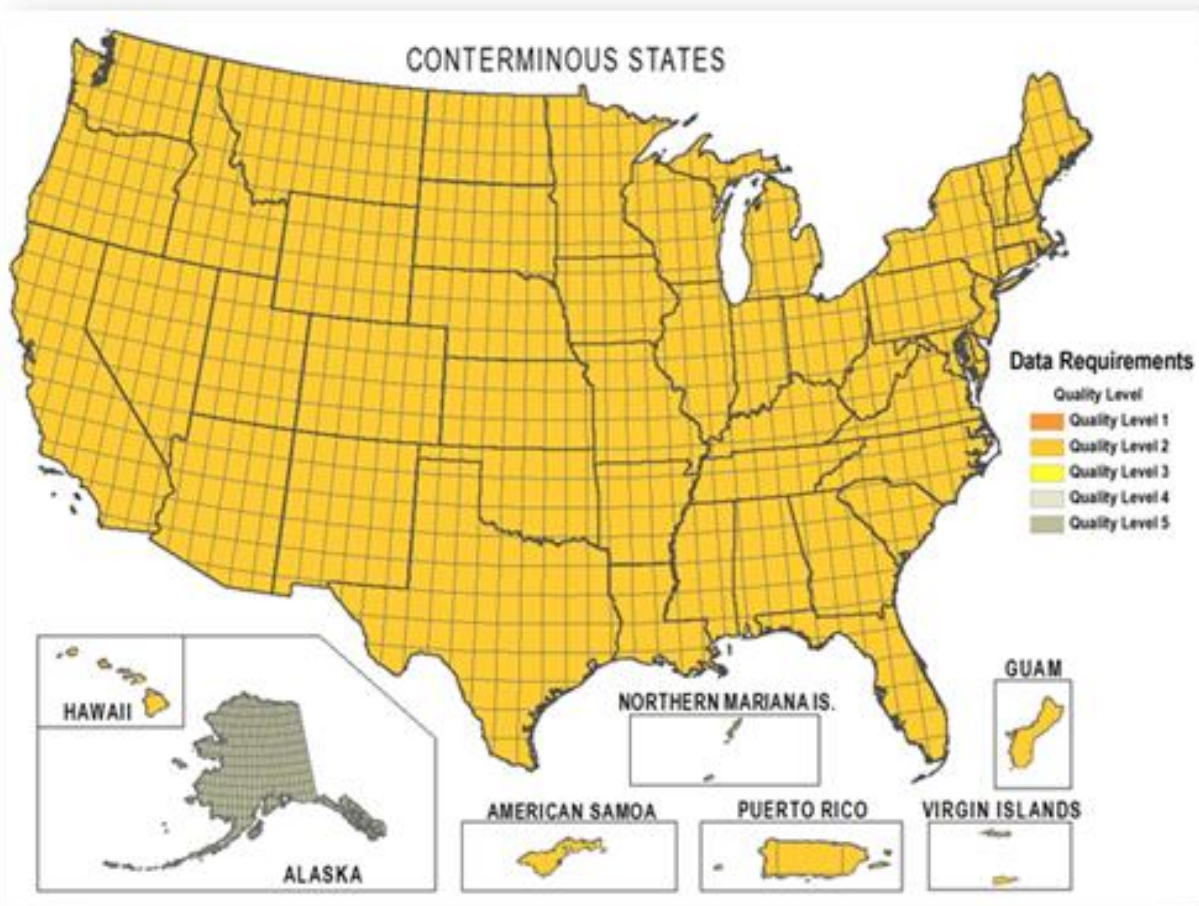 CONTERMINOUS STATES
Data Requirements
Quality Level
Quality Level 1
Quality Level 2
Quality Level 3
Quality Level 4
Quality Level 5
HAWAII
ALASKA
NORTHERN MARIANA IS.
GUAM
AMERICAN SAMOA
PUERTO RICO
VIRGIN ISLANDS